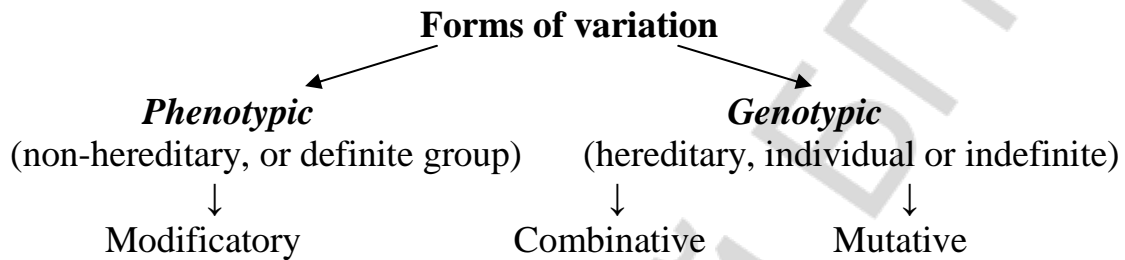 Forms of variation
Phenotypic Genotypic
(non-hereditary, or definite group) (hereditary, individual or indefinite)
↓ ↓ ↓
Modificatory Combinative Mutative